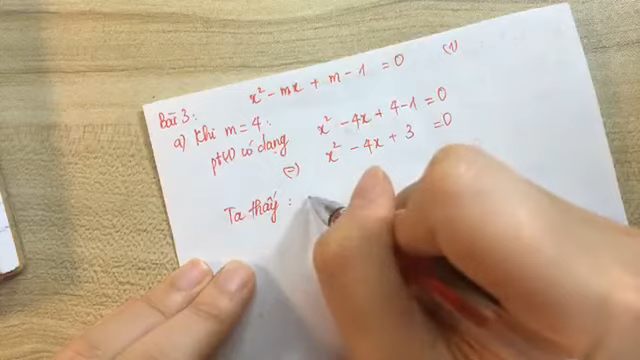 x² - mx + m - 1 = 0 (1)
Bài 3:
a) Khi m = 4 :
pt(1) có dạng
x² - 4x + 4 - 1 = 0
(=) x² - 4x + 3 = 0
Ta thấy :